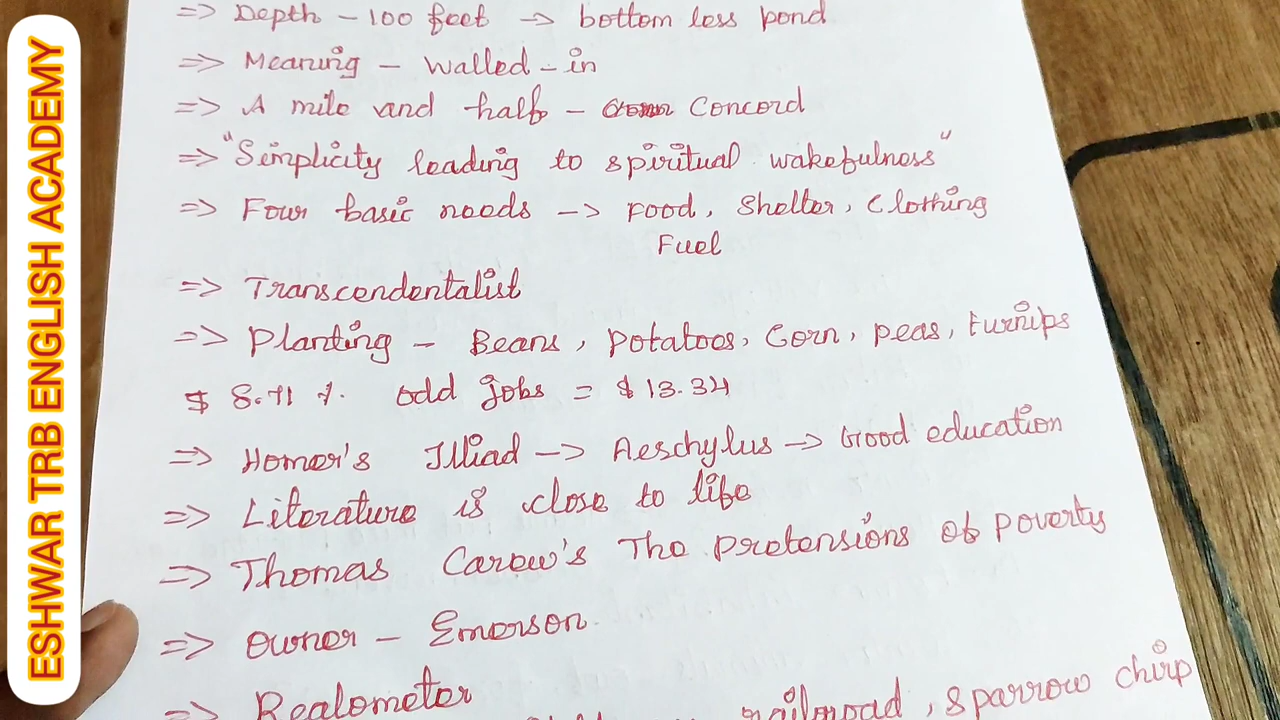 ESHWAR TRB ENGLISH ACADEMY
=> Depth - 100 feet -> bottom less pond
=> Meaning - Walled - in
=> A mile and half - Concord
=> "Simplicity leading to spiritual wakefulness"
=> Four basic needs -> Food, Shelter, Clothing
Fuel
=> Transcendentalist
=> Planting - Beans, Potatoes, Corn, peas, turnips
$ 8.71 odd jobs = $ 13.34
=> Homer's Illiad -> Aeschylus -> Good education
=> Literature is close to life
=> Thomas Carew's The pretensions of poverty
=> Owner - Emerson
=> Realometer
railroad, sparrow chirp